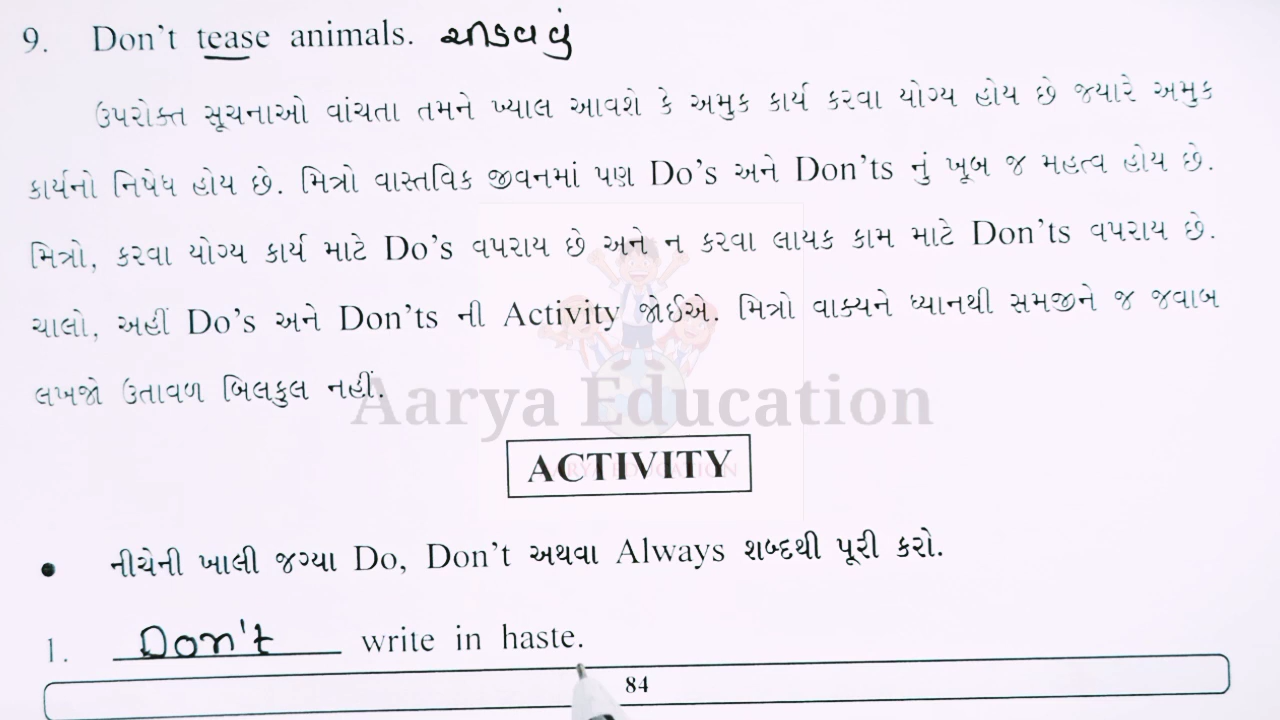 9. Don't tease animals. ચીડવવું
ઉપરોક્ત સૂચનાઓ વાંચતા તમને ખ્યાલ આવશે કે અમુક કાર્ય કરવા યોગ્ય હોય છે જ્યારે અમુક
કાર્યનો નિષેધ હોય છે. મિત્રો વાસ્તવિક જીવનમાં પણ Do's અને Don'ts નું ખૂબ જ મહત્વ હોય છે.
મિત્રો, કરવા યોગ્ય કાર્ય માટે Do's વપરાય છે અને ન કરવા લાયક કામ માટે Don'ts વપરાય છે.
ચાલો, અહીં Do's અને Don'ts ની Activity જોઈએ. મિત્રો વાક્યને ધ્યાનથી સમજીને જ જવાબ
લખજો ઉતાવળ બિલકુલ નહીં.
Aarya Education
ACTIVITY
AARYA EDUCATION
• નીચેની ખાલી જગ્યા Do, Don't અથવા Always શબ્દથી પૂરી કરો.
1. Don't write in haste.
84